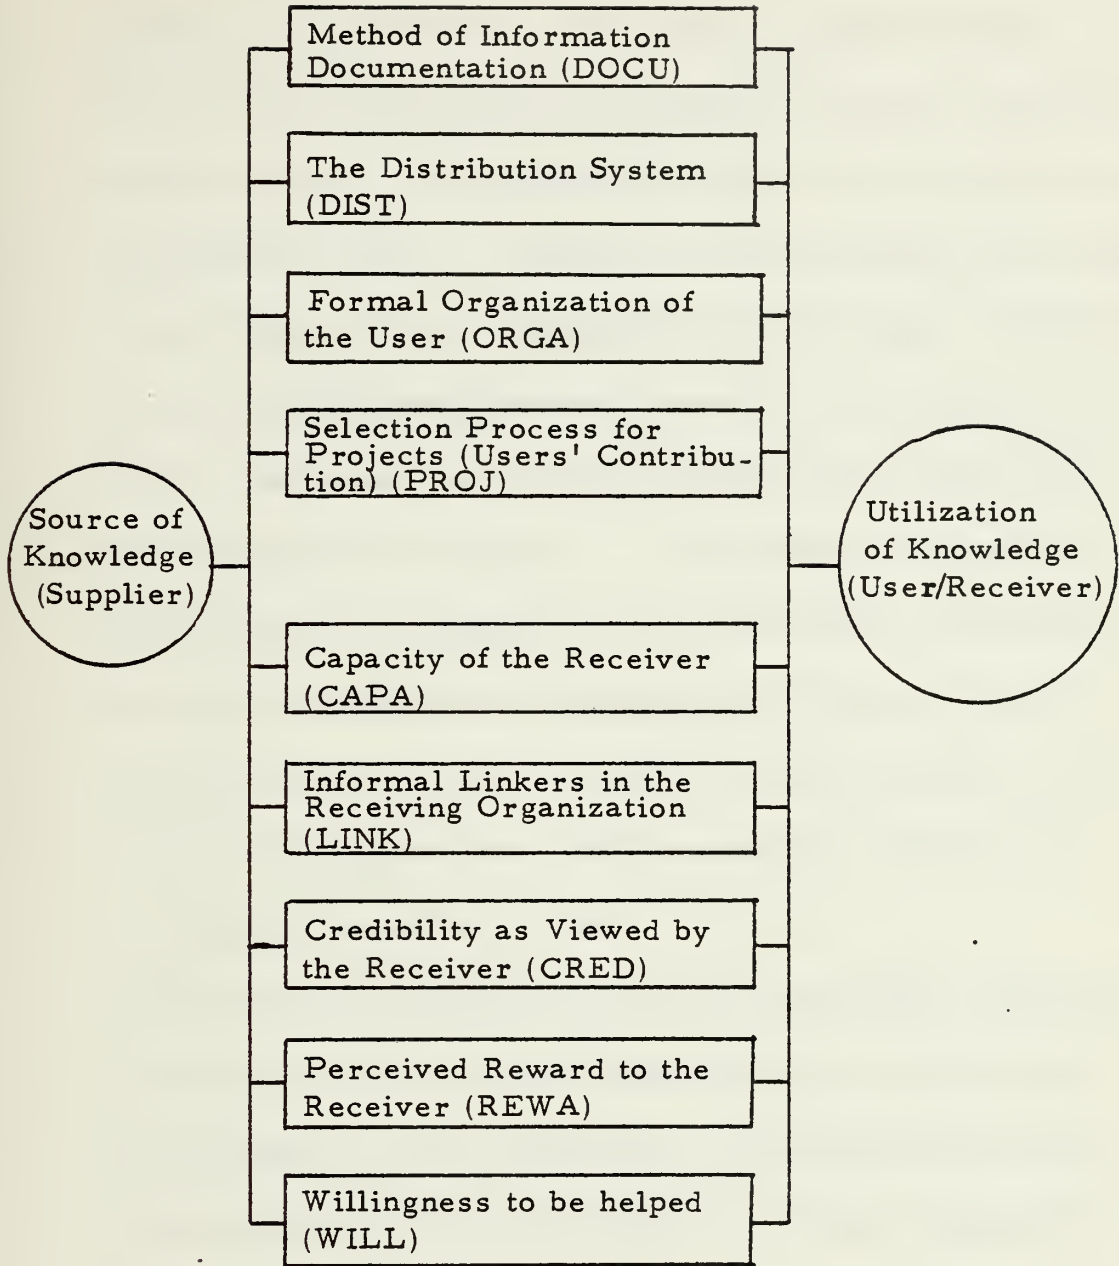 Method of Information
Documentation (DOCU)
The Distribution System
(DIST)
Formal Organization of
the User (ORGA)
Selection Process for
Projects (Users' Contribu-
tion) (PROJ)
Source of
Knowledge
(Supplier)
Utilization
of Knowledge
(User/Receiver)
Capacity of the Receiver
(CAPA)
Informal Linkers in the
Receiving Organization
(LINK)
Credibility as Viewed by
the Receiver (CRED)
Perceived Reward to the
Receiver (REWA)
Willingness to be helped
(WILL)